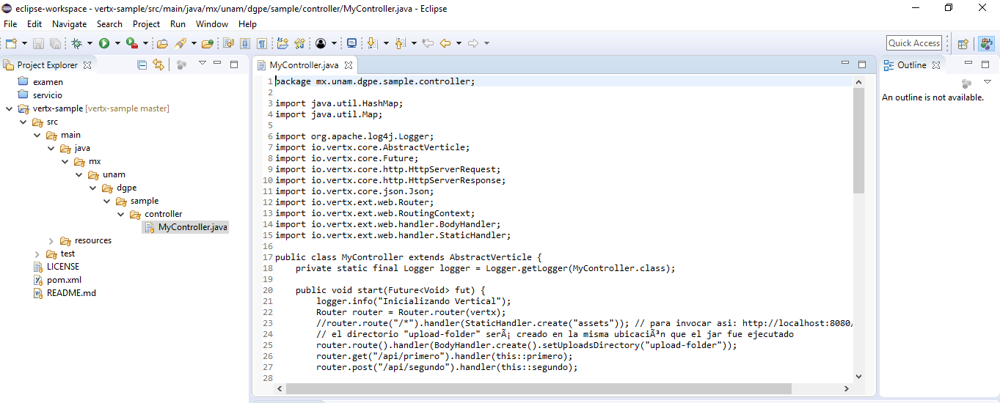 eclipse-workspace - vertx-sample/src/main/java/mx/unam/dgpe/sample/controller/MyController.java - Eclipse
File Edit Navigate Search Project Run Window Help
Quick Access
Project Explorer
examen
servicio
vertx-sample [vertx-sample master]
src
main
java
mx
unam
dgpe
sample
controller
MyController.java
resources
test
LICENSE
pom.xml
README.md
MyController.java
1 package mx.unam.dgpe.sample.controller;
2
3 import java.util.HashMap;
4 import java.util.Map;
5
6 import org.apache.log4j.Logger;
7 import io.vertx.core.AbstractVerticle;
8 import io.vertx.core.Future;
9 import io.vertx.core.http.HttpServerRequest;
10 import io.vertx.core.http.HttpServerResponse;
11 import io.vertx.core.json.Json;
12 import io.vertx.ext.web.Router;
13 import io.vertx.ext.web.RoutingContext;
14 import io.vertx.ext.web.handler.BodyHandler;
15 import io.vertx.ext.web.handler.StaticHandler;
16
17 public class MyController extends AbstractVerticle {
18 private static final Logger logger = Logger.getLogger(MyController.class);
19
20 public void start(Future<Void> fut) {
21 logger.info("Inicializando Vertical");
22 Router router = Router.router(vertx);
23 //router.route("/*").handler(StaticHandler.create("assets")); // para invocar asi: http://localhost:8080/
24 // el directorio "upload-folder" serÃ¡ creado en la misma ubicaciÃ³n que el jar fue ejecutado
25 router.route().handler(BodyHandler.create().setUploadsDirectory("upload-folder"));
26 router.get("/api/primero").handler(this::primero);
27 router.post("/api/segundo").handler(this::segundo);
28
Outline
An outline is not available.